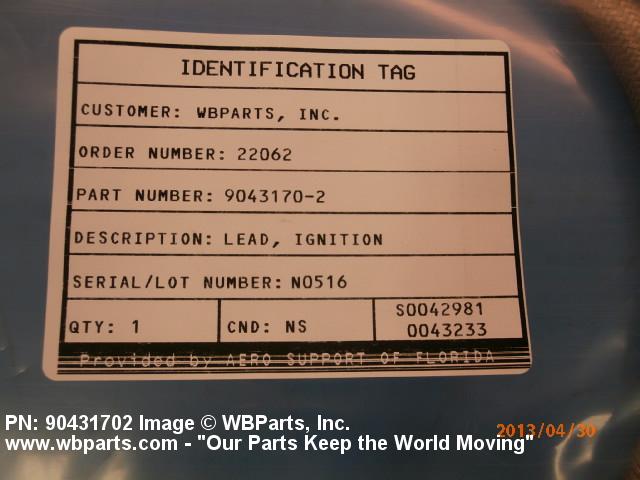 IDENTIFICATION TAG
CUSTOMER: WBPARTS, INC.
ORDER NUMBER: 22062
PART NUMBER: 9043170-2
DESCRIPTION: LEAD, IGNITION
SERIAL/LOT NUMBER: N0516
QTY: 1
CND: NS
S0042981
0043233
Provided by AERO SUPPORT OF FLORIDA
PN: 90431702 Image © WBParts, Inc.
2013/04/30
www.wbparts.com - "Our Parts Keep the World Moving"